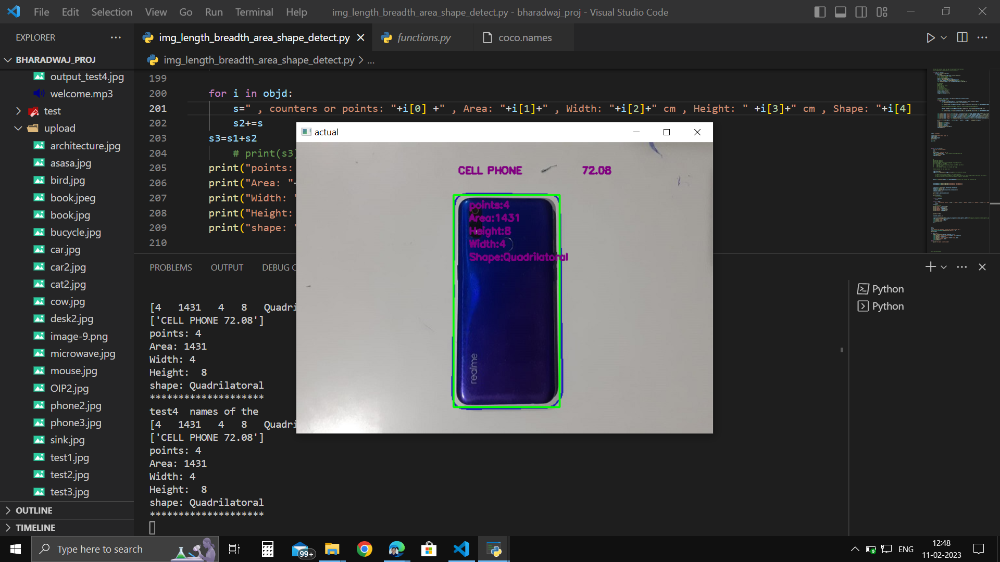 File Edit Selection View Go Run Terminal Help
img_length_breadth_area_shape_detect.py - bharadwaj_proj - Visual Studio Code
EXPLORER
BHARADWAJ_PROJ
output_test4.jpg
welcome.mp3
test
upload
architecture.jpg
asasa.jpg
bird.jpg
book.jpeg
book.jpg
bucycle.jpg
car.jpg
car2.jpg
cat2.jpg
cow.jpg
desk2.jpg
image-9.png
microwave.jpg
mouse.jpg
OIP2.jpg
phone2.jpg
phone3.jpg
sink.jpg
test1.jpg
test2.jpg
test3.jpg
OUTLINE
TIMELINE
img_length_breadth_area_shape_detect.py functions.py coco.names
img_length_breadth_area_shape_detect.py > ...
199
200 for i in objd:
201 s=" , counters or points: "+i[0] +" , Area: "+i[1]+" , Width: "+i[2]+" cm , Height: " +i[3]+" cm , Shape: "+i[4]
202 s2+=s
203 s3=s1+s2
204 # print(s3)
205 print("points:
206 print("Area: "+
207 print("Width: "
208 print("Height:
209 print("shape: "
210
actual
CELL PHONE 72.08
points:4
Area:1431
Height:8
Width:4
Shape:Quadrilatoral
realme
PROBLEMS OUTPUT DEBUG C
[4 1431 4 8 Quadri
['CELL PHONE 72.08']
points: 4
Area: 1431
Width: 4
Height: 8
shape: Quadrilatoral
********************
test4 names of the
[4 1431 4 8 Quadri
['CELL PHONE 72.08']
points: 4
Area: 1431
Width: 4
Height: 8
shape: Quadrilatoral
********************
Python
Python
Type here to search
99+
ENG
12:48
11-02-2023